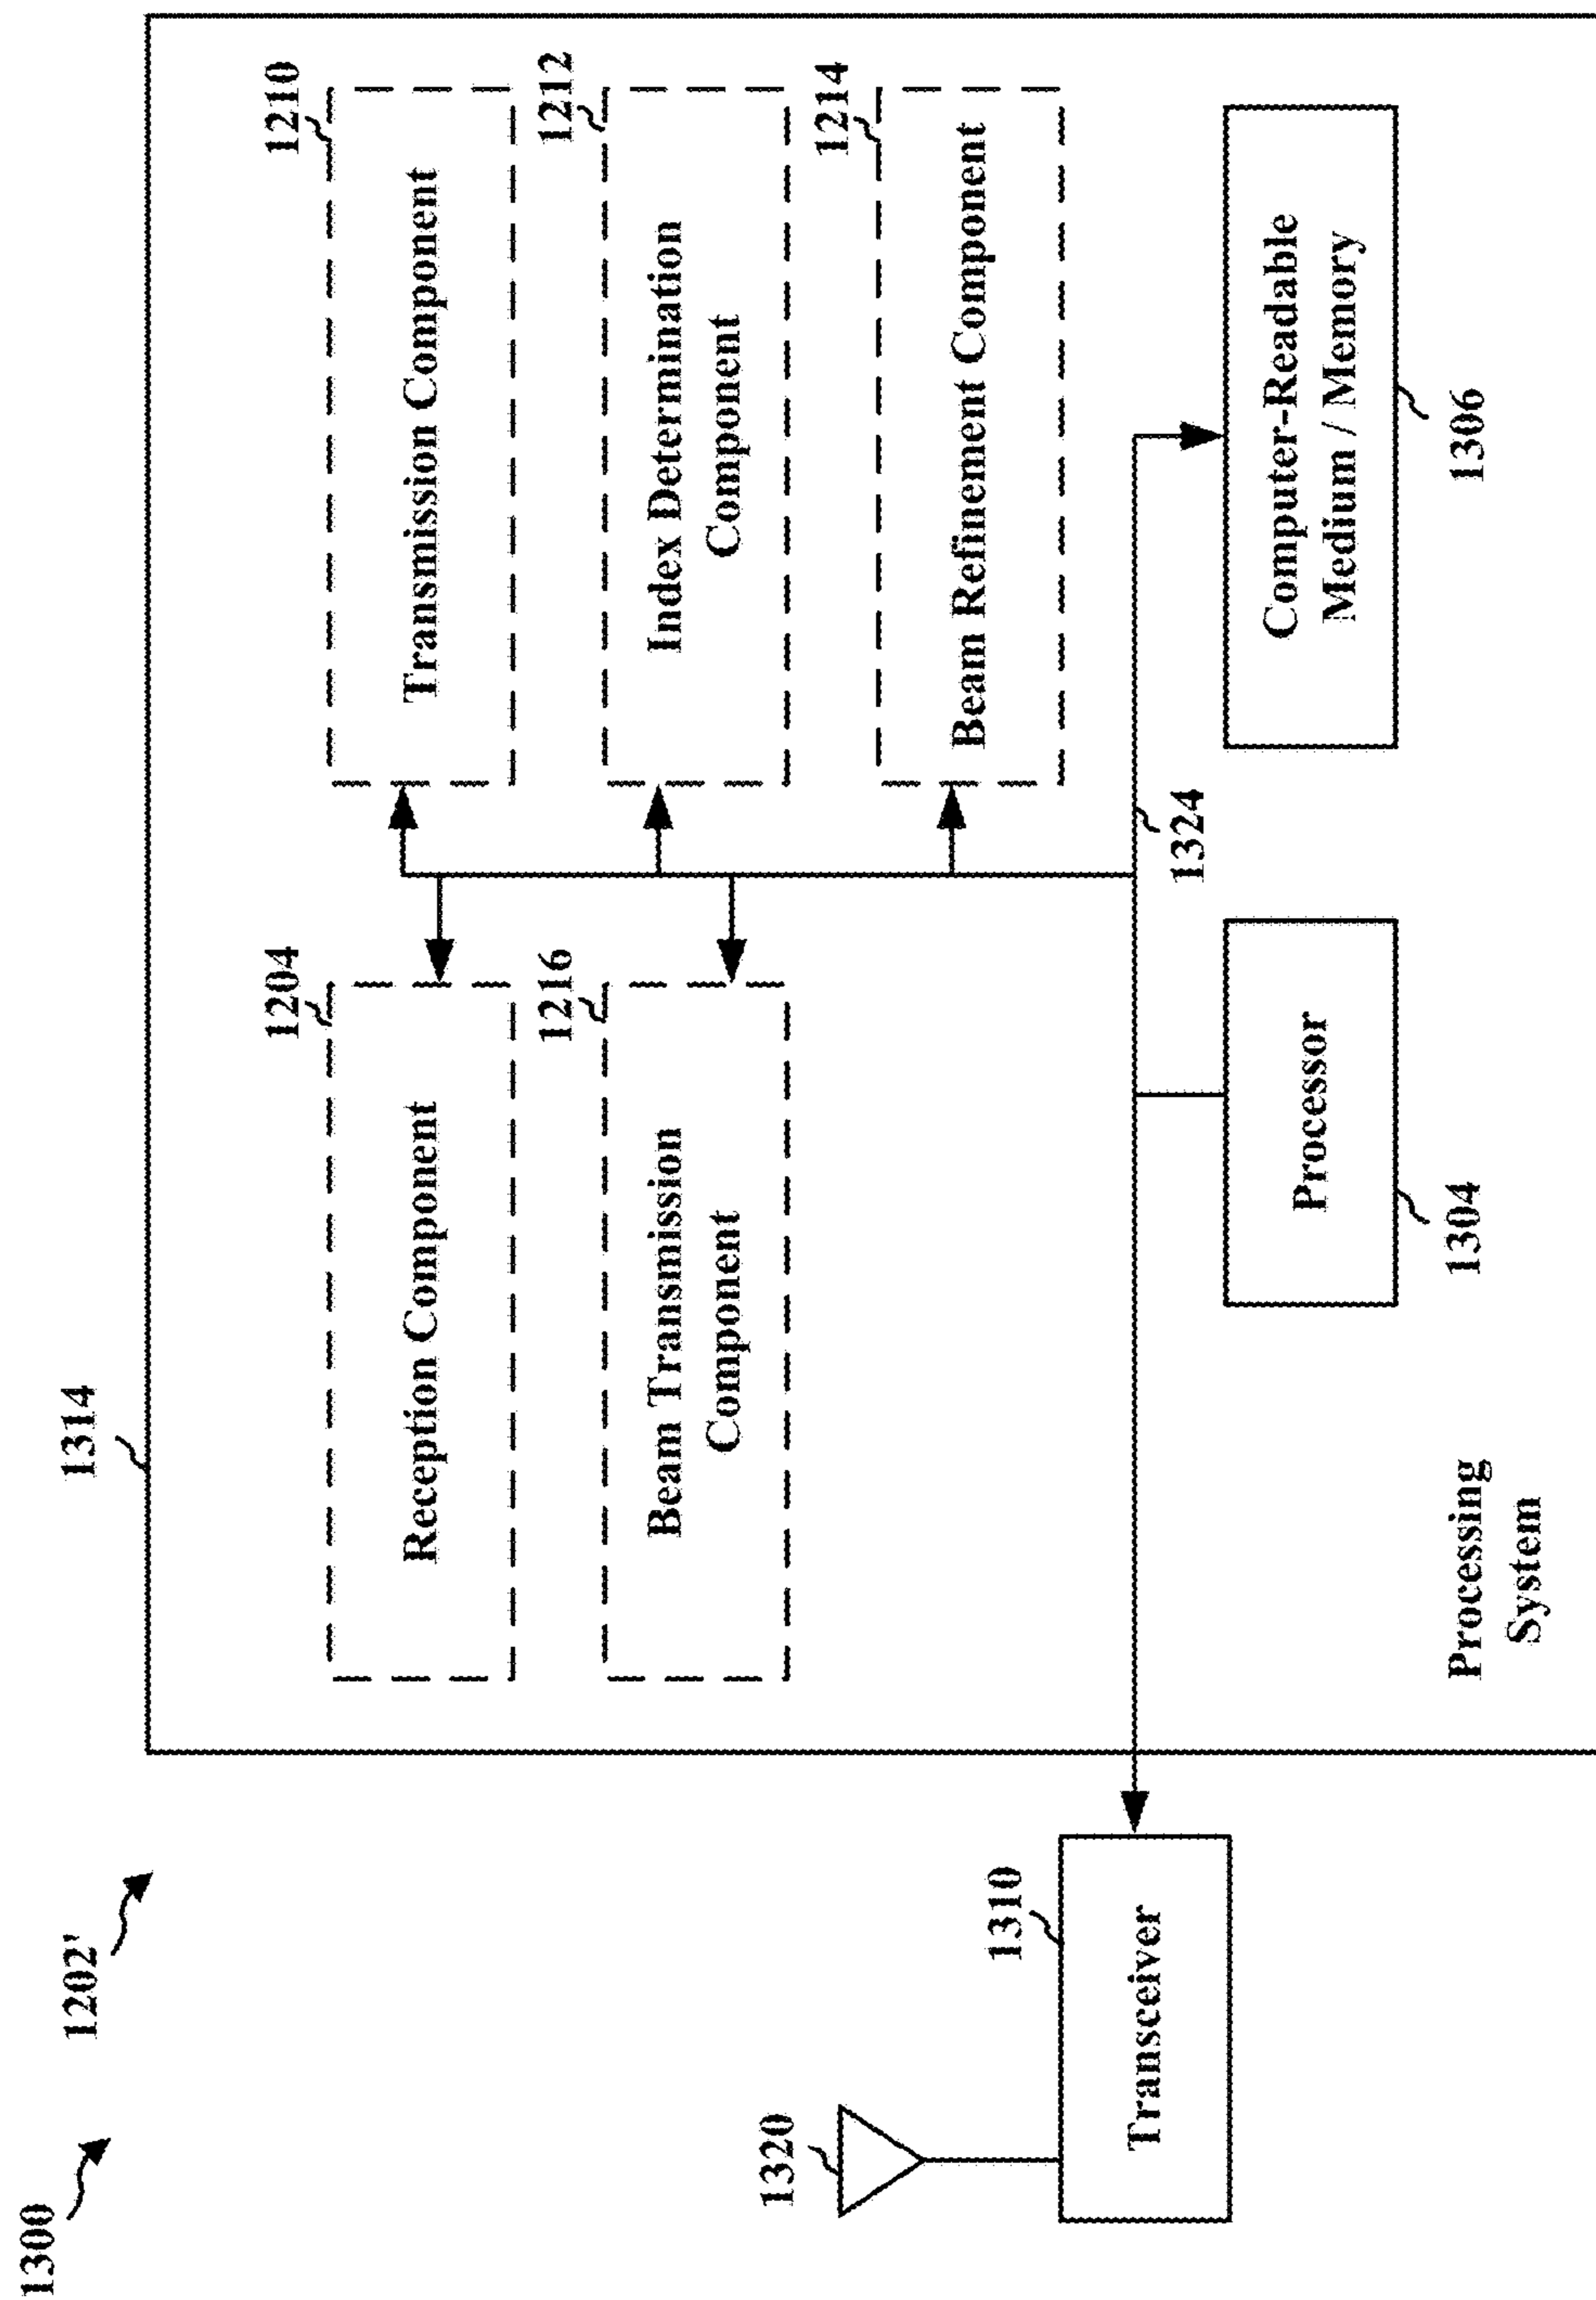 1300
1202'
1314
1204
Reception Component
1210
Transmission Component
1216
Beam Transmission
Component
1212
Index Determination
Component
1214
Beam Refinement Component
1320
1310
Transceiver
1324
Processor
1304
Computer-Readable
Medium / Memory
1306
Processing
System